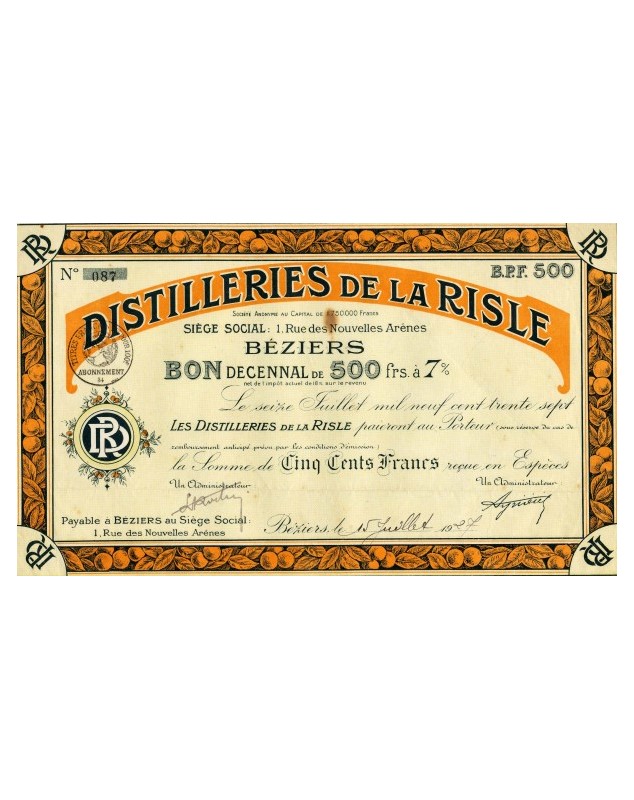 N° 087
B.P.F. 500
DISTILLERIES DE LA RISLE
Société Anonyme au Capital de 8.750.000 Francs
SIÈGE SOCIAL: 1, Rue des Nouvelles Arènes
BÉZIERS
BON DECENNAL DE 500 frs. à 7%
net de l'impôt actuel de 18% sur le revenu
ABONNEMENT
Le seize Juillet mil neuf cent trente sept
LES DISTILLERIES DE LA RISLE paieront au Porteur (sous réserve du cas de
remboursement anticipé prévu par les conditions d'émission)
la Somme de Cinq Cents Francs reçue en Espèces
Un Administrateur
Un Administrateur
Payable à BÉZIERS au Siège Social:
1, Rue des Nouvelles Arènes
Béziers, le 15 Juillet 1927
DR